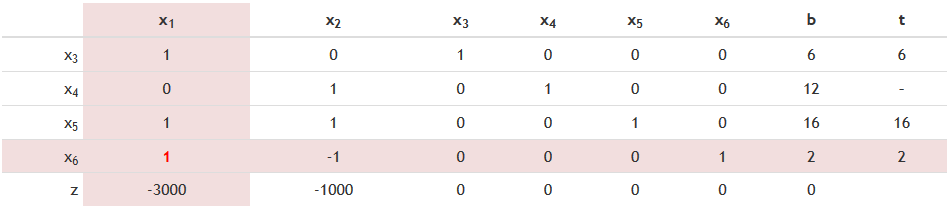 x₁ x₂ x₃ x₄ x₅ x₆ b t
x₃ 1 0 1 0 0 0 6 6
x₄ 0 1 0 1 0 0 12 -
x₅ 1 1 0 0 1 0 16 16
x₆ 1 -1 0 0 0 1 2 2
z -3000 -1000 0 0 0 0 0